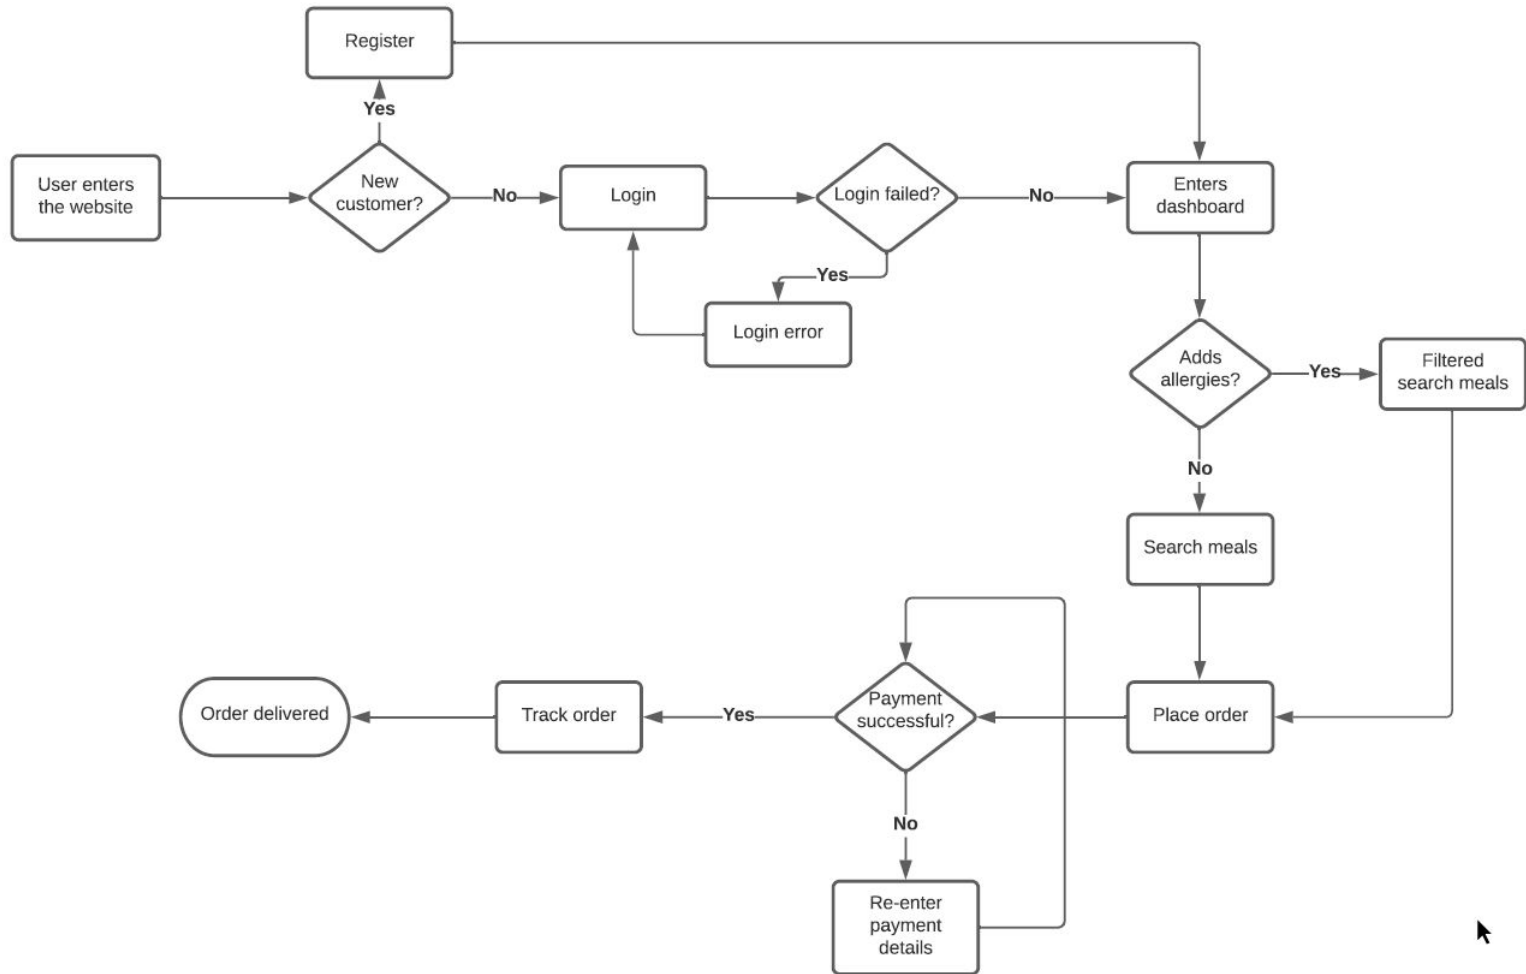 Register
Yes
User enters
the website
New
customer?
No
Login
Login failed?
No
Enters
dashboard
Yes
Login error
Adds
allergies?
Yes
Filtered
search meals
No
Search meals
Order delivered
Track order
Yes
Payment
successful?
Place order
No
Re-enter
payment
details